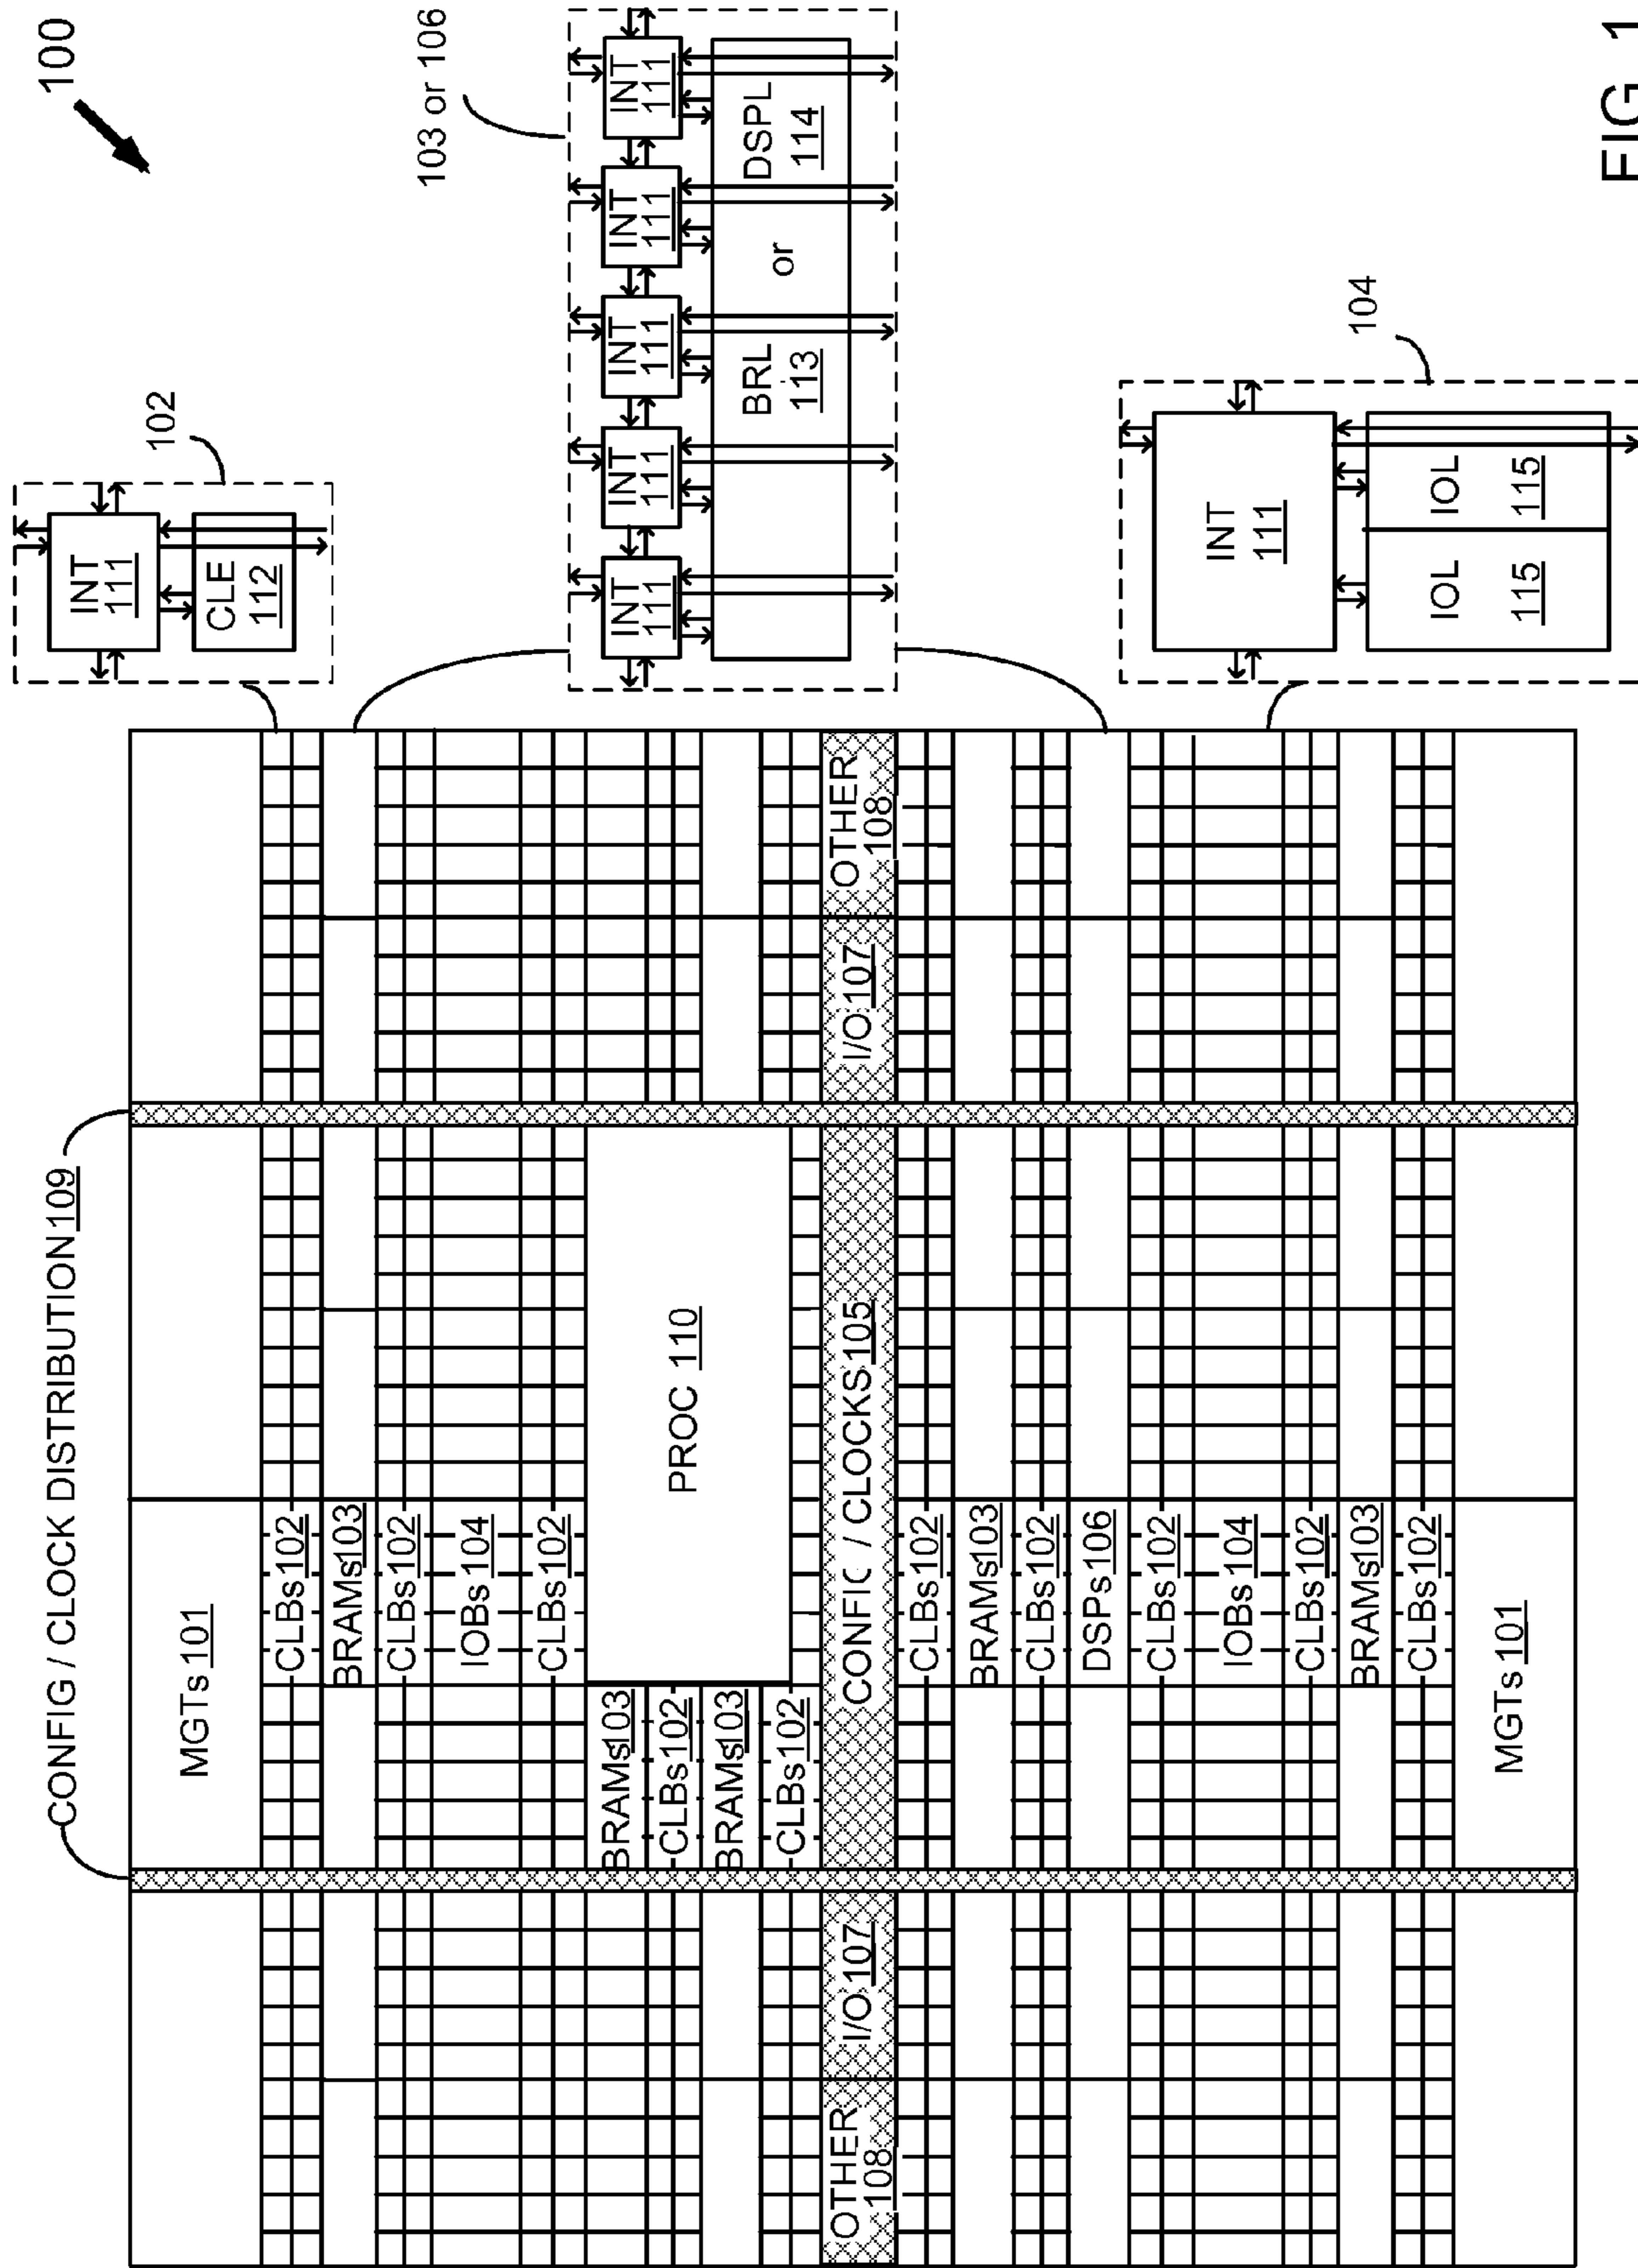 100
CONFIG / CLOCK DISTRIBUTION 109
MGTs 101
CLBs 102
BRAMs 103
CLBs 102
IOBs 104
CLBs 102
BRAMs 103
CLBs 102
BRAMs 103
CLBs 102
PROC 110
OTHER 108
I/O 107
CONFIG / CLOCKS 105
I/O 107
OTHER 108
CLBs 102
BRAMs 103
CLBs 102
DSPs 106
CLBs 102
IOBs 104
CLBs 102
BRAMs 103
CLBs 102
MGTs 101
102
INT 111
CLE 112
103 or 106
INT 111
INT 111
INT 111
INT 111
INT 111
BRL 113
or
DSPL 114
104
INT 111
IOL 115
IOL 115
FIG 1